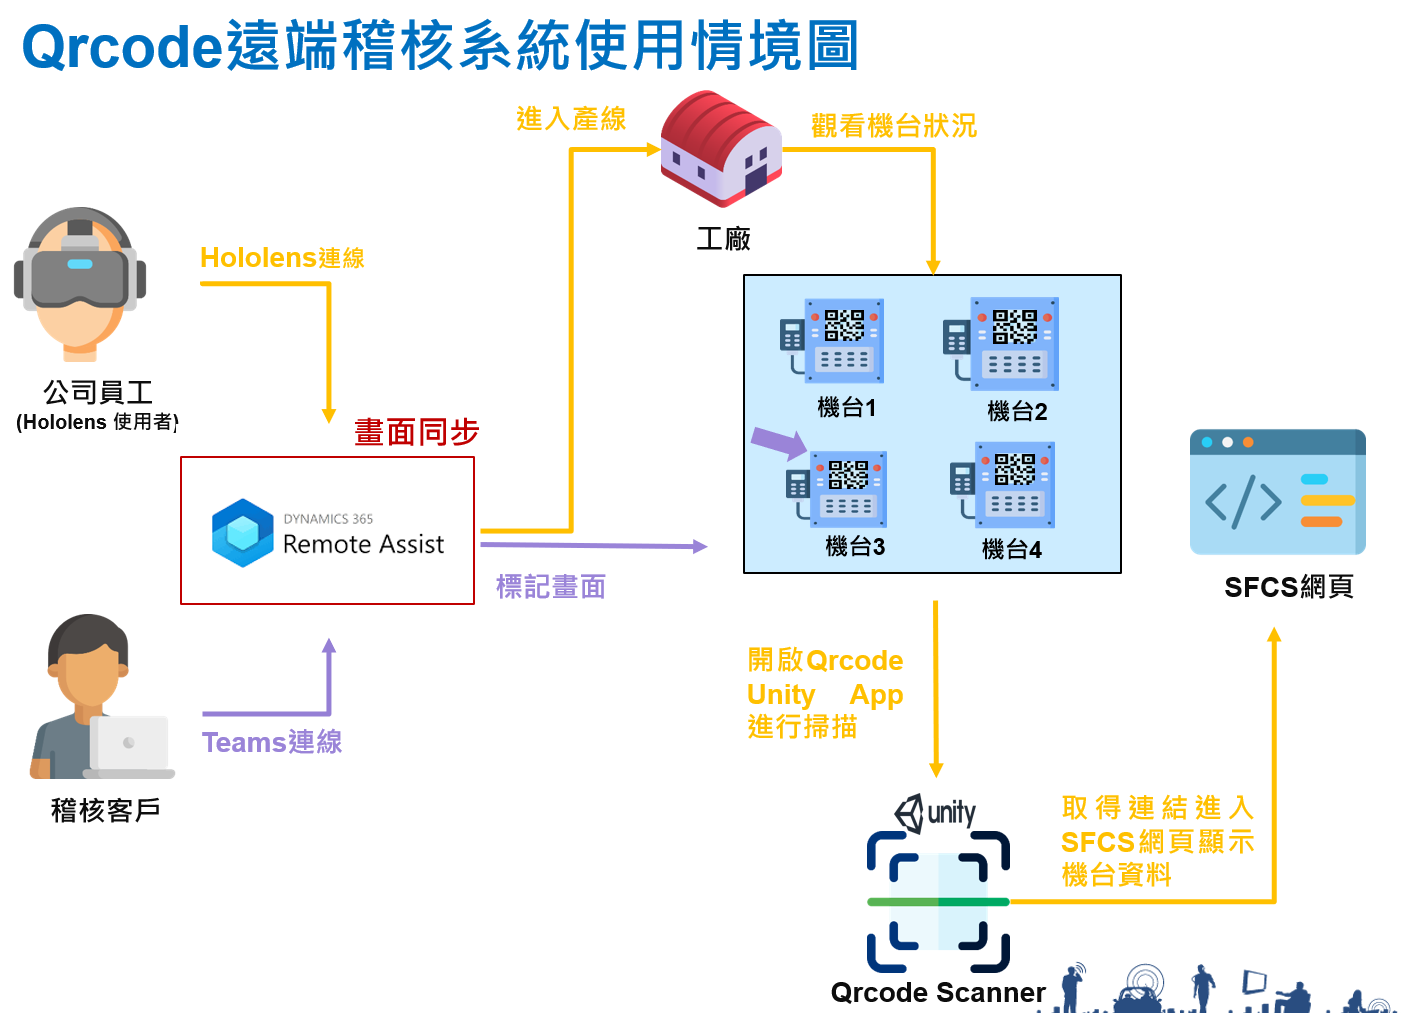 Qrcode遠端稽核系統使用情境圖
進入產線
觀看機台狀況
工廠
Hololens連線
公司員工
(Hololens 使用者)
畫面同步
DYNAMICS 365
Remote Assist
標記畫面
機台1
機台2
機台3
機台4
SFCS網頁
Teams連線
稽核客戶
開啟Qrcode
Unity App
進行掃描
unity
取得連結進入
SFCS網頁顯示
機台資料
Qrcode Scanner